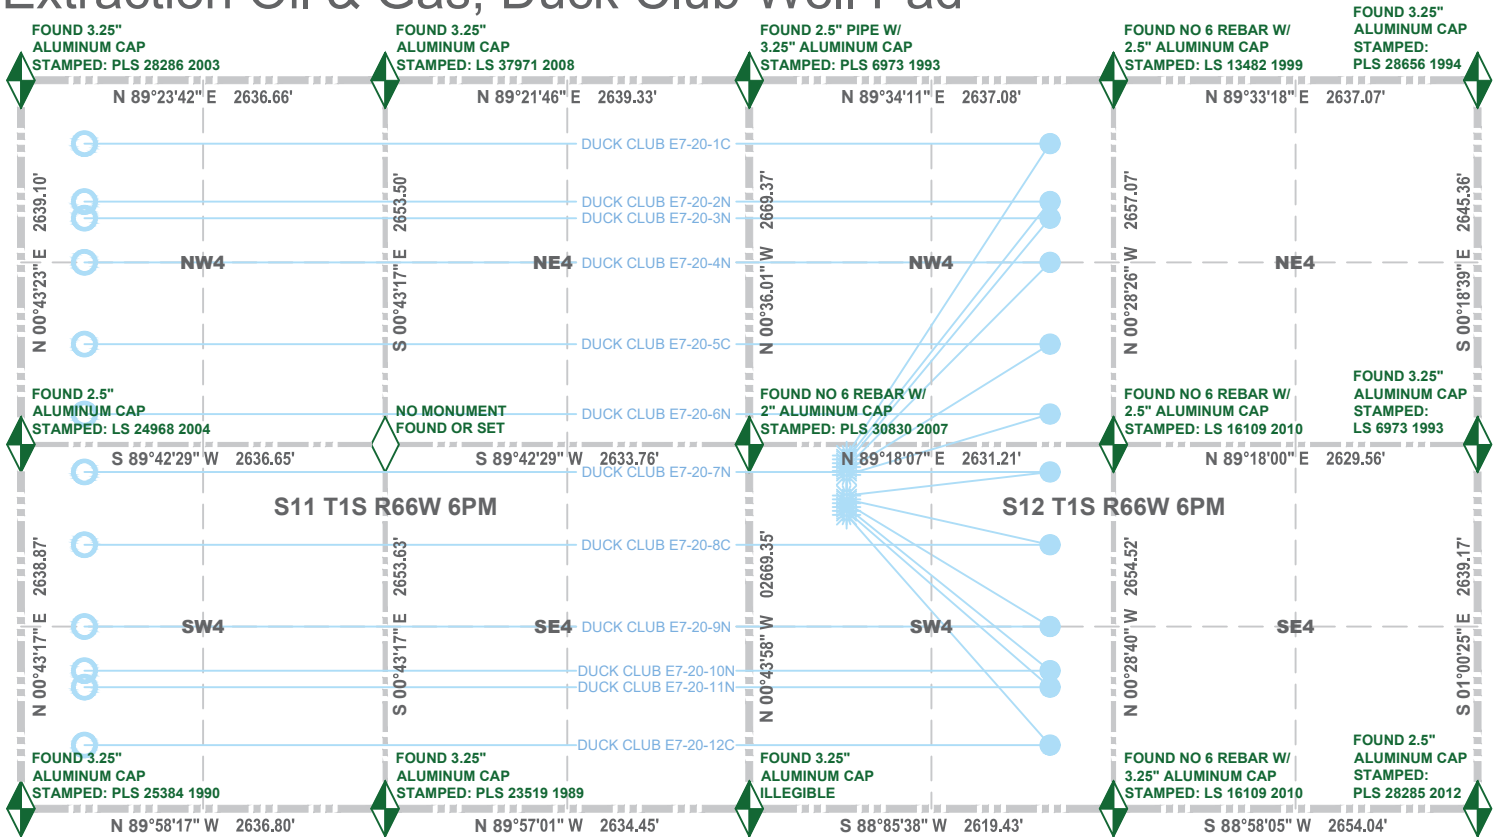 Extraction Oil & Gas, Duck Club Well Pad
FOUND 3.25"
ALUMINUM CAP
STAMPED: PLS 28286 2003
FOUND 3.25"
ALUMINUM CAP
STAMPED: LS 37971 2008
FOUND 2.5" PIPE W/
3.25" ALUMINUM CAP
STAMPED: PLS 6973 1993
FOUND NO 6 REBAR W/
2.5" ALUMINUM CAP
STAMPED: LS 13482 1999
FOUND 3.25"
ALUMINUM CAP
STAMPED:
PLS 28656 1994
N 89°23'42" E 2636.66'
N 89°21'46" E 2639.33'
N 89°34'11" E 2637.08'
N 89°33'18" E 2637.07'
N 00°43'23" E 2639.10'
S 00°43'17" E 2653.50'
N 00°36.01" W 2669.37'
N 00°28'26" W 2657.07'
S 00°18'39" E 2645.36'
DUCK CLUB E7-20-1C
DUCK CLUB E7-20-2N
DUCK CLUB E7-20-3N
NW4
NE4
DUCK CLUB E7-20-4N
NW4
NE4
DUCK CLUB E7-20-5C
DUCK CLUB E7-20-6N
FOUND 2.5"
ALUMINUM CAP
STAMPED: LS 24968 2004
NO MONUMENT
FOUND OR SET
FOUND NO 6 REBAR W/
2" ALUMINUM CAP
STAMPED: PLS 30830 2007
FOUND NO 6 REBAR W/
2.5" ALUMINUM CAP
STAMPED: LS 16109 2010
FOUND 3.25"
ALUMINUM CAP
STAMPED:
LS 6973 1993
S 89°42'29" W 2636.65'
S 89°42'29" W 2633.76'
N 89°18'07" E 2631.21'
N 89°18'00" E 2629.56'
DUCK CLUB E7-20-7N
S11 T1S R66W 6PM
S12 T1S R66W 6PM
N 00°43'17" E 2638.87'
S 00°43'17" E 2653.63'
N 00°43'58" W 02669.35'
N 00°28'40" W 2654.52'
S 01°00'25" E 2639.17'
DUCK CLUB E7-20-8C
SW4
SE4
DUCK CLUB E7-20-9N
SW4
SE4
DUCK CLUB E7-20-10N
DUCK CLUB E7-20-11N
DUCK CLUB E7-20-12C
FOUND 3.25"
ALUMINUM CAP
STAMPED: PLS 25384 1990
FOUND 3.25"
ALUMINUM CAP
STAMPED: PLS 23519 1989
FOUND 3.25"
ALUMINUM CAP
ILLEGIBLE
FOUND NO 6 REBAR W/
3.25" ALUMINUM CAP
STAMPED: LS 16109 2010
FOUND 2.5"
ALUMINUM CAP
STAMPED:
PLS 28285 2012
N 89°58'17" W 2636.80'
N 89°57'01" W 2634.45'
S 88°85'38" W 2619.43'
S 88°58'05" W 2654.04'